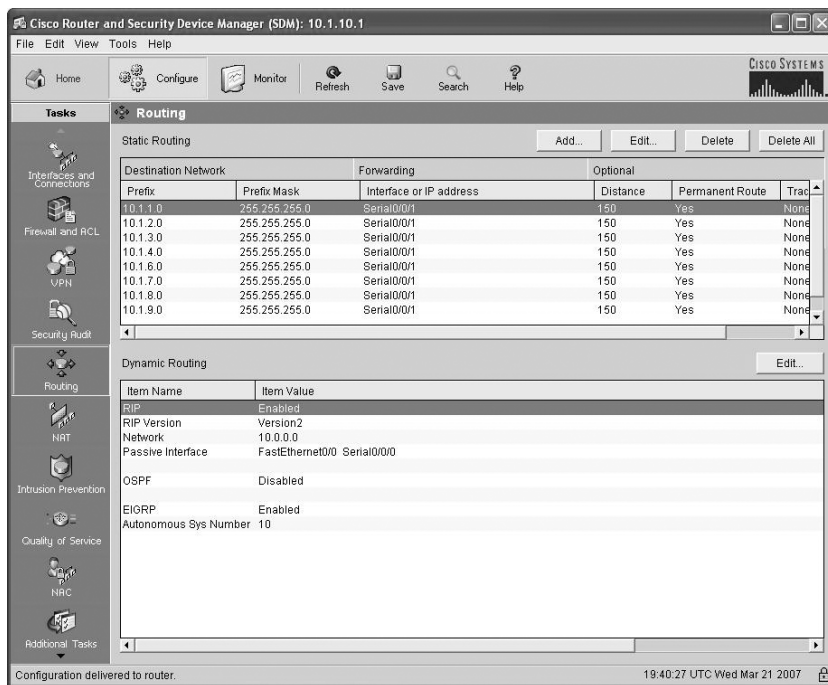 Cisco Router and Security Device Manager (SDM): 10.1.10.1
File Edit View Tools Help
Home Configure Monitor Refresh Save Search Help
CISCO SYSTEMS
Tasks
Routing
Interfaces and Connections
Firewall and ACL
VPN
Security Audit
Routing
NAT
Intrusion Prevention
Quality of Service
NAC
Additional Tasks
Static Routing Add... Edit... Delete Delete All
Destination Network Forwarding Optional
Prefix Prefix Mask Interface or IP address Distance Permanent Route Trac
10.1.1.0 255.255.255.0 Serial0/0/1 150 Yes None
10.1.2.0 255.255.255.0 Serial0/0/1 150 Yes None
10.1.3.0 255.255.255.0 Serial0/0/1 150 Yes None
10.1.4.0 255.255.255.0 Serial0/0/1 150 Yes None
10.1.6.0 255.255.255.0 Serial0/0/1 150 Yes None
10.1.7.0 255.255.255.0 Serial0/0/1 150 Yes None
10.1.8.0 255.255.255.0 Serial0/0/1 150 Yes None
10.1.9.0 255.255.255.0 Serial0/0/1 150 Yes None
Dynamic Routing Edit...
Item Name Item Value
RIP Enabled
RIP Version Version2
Network 10.0.0.0
Passive Interface FastEthernet0/0 Serial0/0/0
OSPF Disabled
EIGRP Enabled
Autonomous Sys Number 10
Configuration delivered to router. 19:40:27 UTC Wed Mar 21 2007